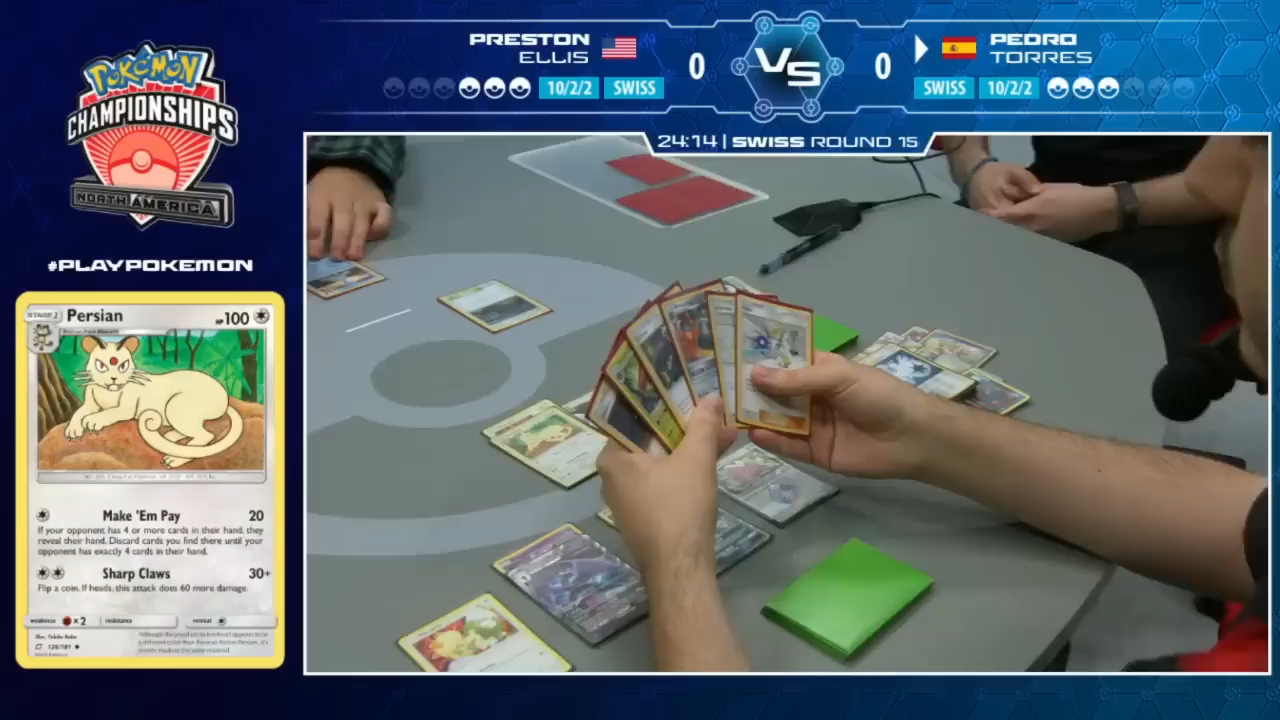 POKÉMON
CHAMPIONSHIPS
NORTH AMERICA
#PLAYPOKEMON
PRESTON
ELLIS
0
VS
0
PEDRO
TORRES
10/2/2
SWISS
SWISS
10/2/2
24:14 | SWISS ROUND 15
STAGE 1
Persian
HP 100
Make 'Em Pay 20
If your opponent has 4 or more cards in their hand, they
reveal their hand. Discard cards you find there until your
opponent has exactly 4 cards in their hand.
Sharp Claws 30+
Flip a coin. If heads, this attack does 60 more damage.
weakness ×2 resistance retreat